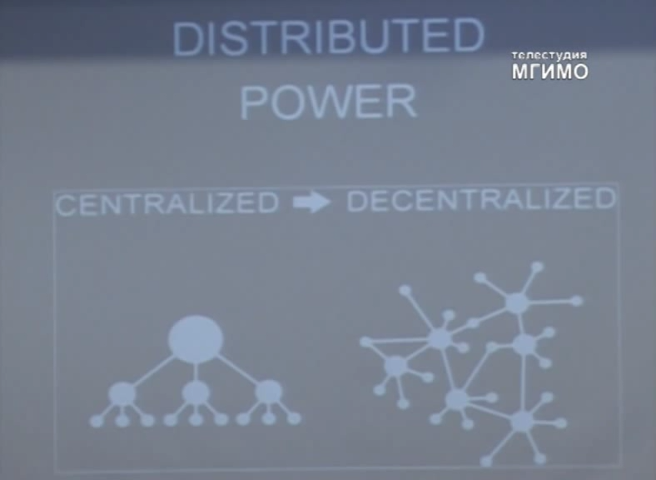 DISTRIBUTED
POWER
телестудия
МГИМО
CENTRALIZED ➡ DECENTRALIZED